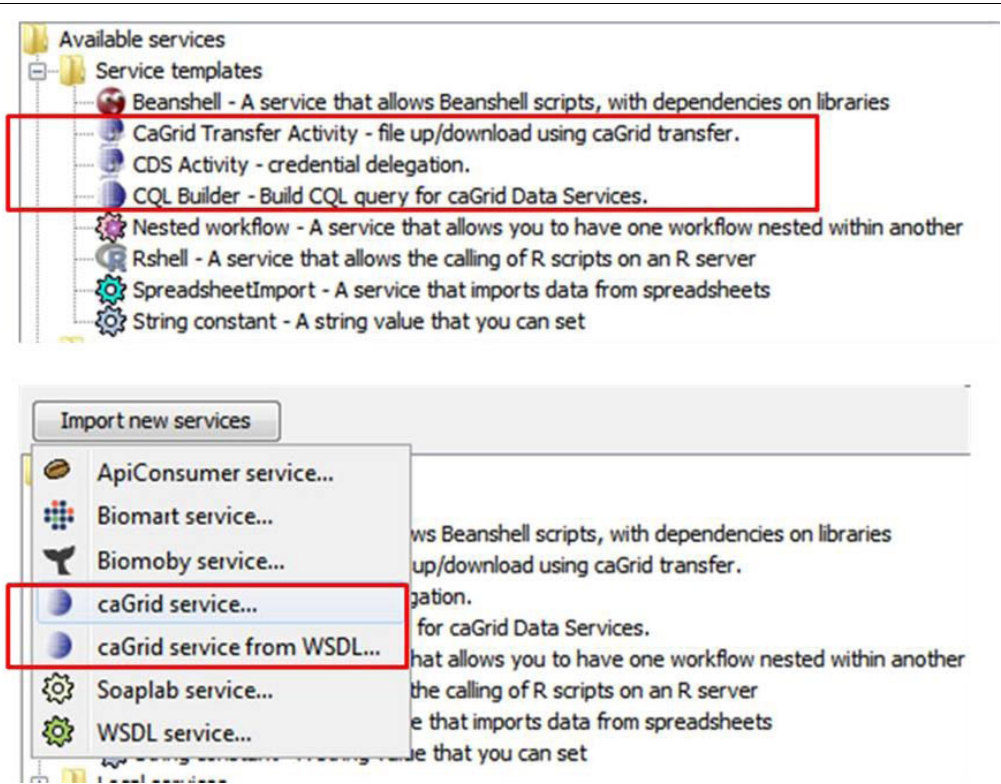 Available services
Service templates
Beanshell - A service that allows Beanshell scripts, with dependencies on libraries
CaGrid Transfer Activity - file up/download using caGrid transfer.
CDS Activity - credential delegation.
CQL Builder - Build CQL query for caGrid Data Services.
Nested workflow - A service that allows you to have one workflow nested within another
Rshell - A service that allows the calling of R scripts on an R server
SpreadsheetImport - A service that imports data from spreadsheets
String constant - A string value that you can set
Import new services
ApiConsumer service...
Biomart service...
ws Beanshell scripts, with dependencies on libraries
Biomoby service...
up/download using caGrid transfer.
caGrid service...
gation.
for caGrid Data Services.
caGrid service from WSDL...
hat allows you to have one workflow nested within another
Soaplab service...
the calling of R scripts on an R server
e that imports data from spreadsheets
WSDL service...
ue that you can set